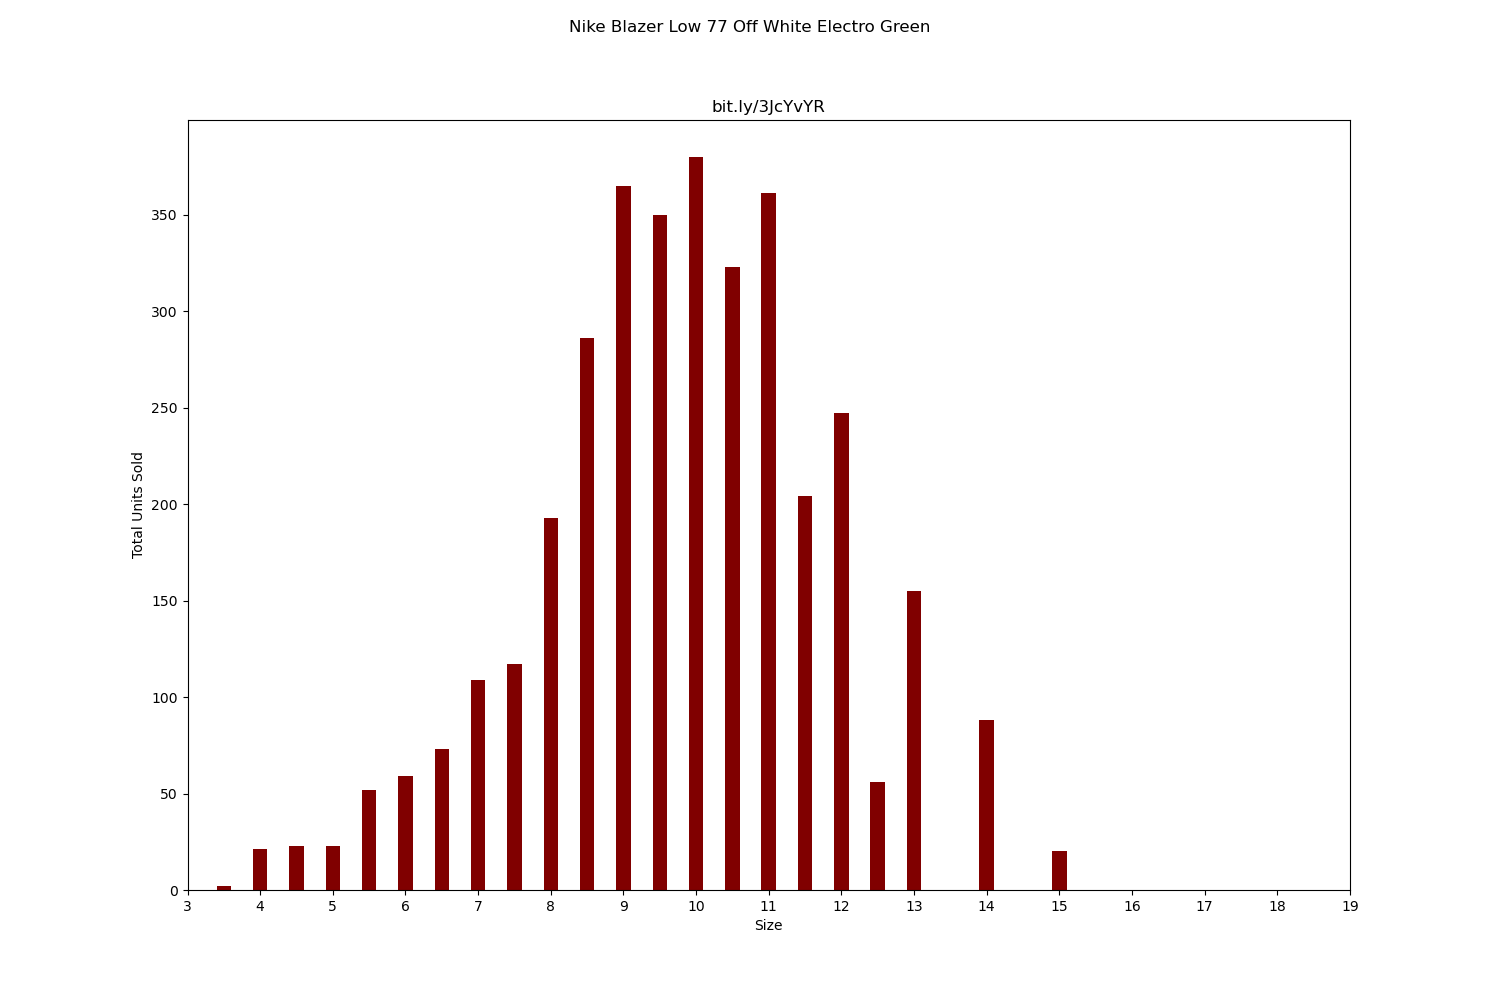 Nike Blazer Low 77 Off White Electro Green
bit.ly/3JcYvYR
350
300
250
200
150
100
50
0
Total Units Sold
3 4 5 6 7 8 9 10 11 12 13 14 15 16 17 18 19
Size